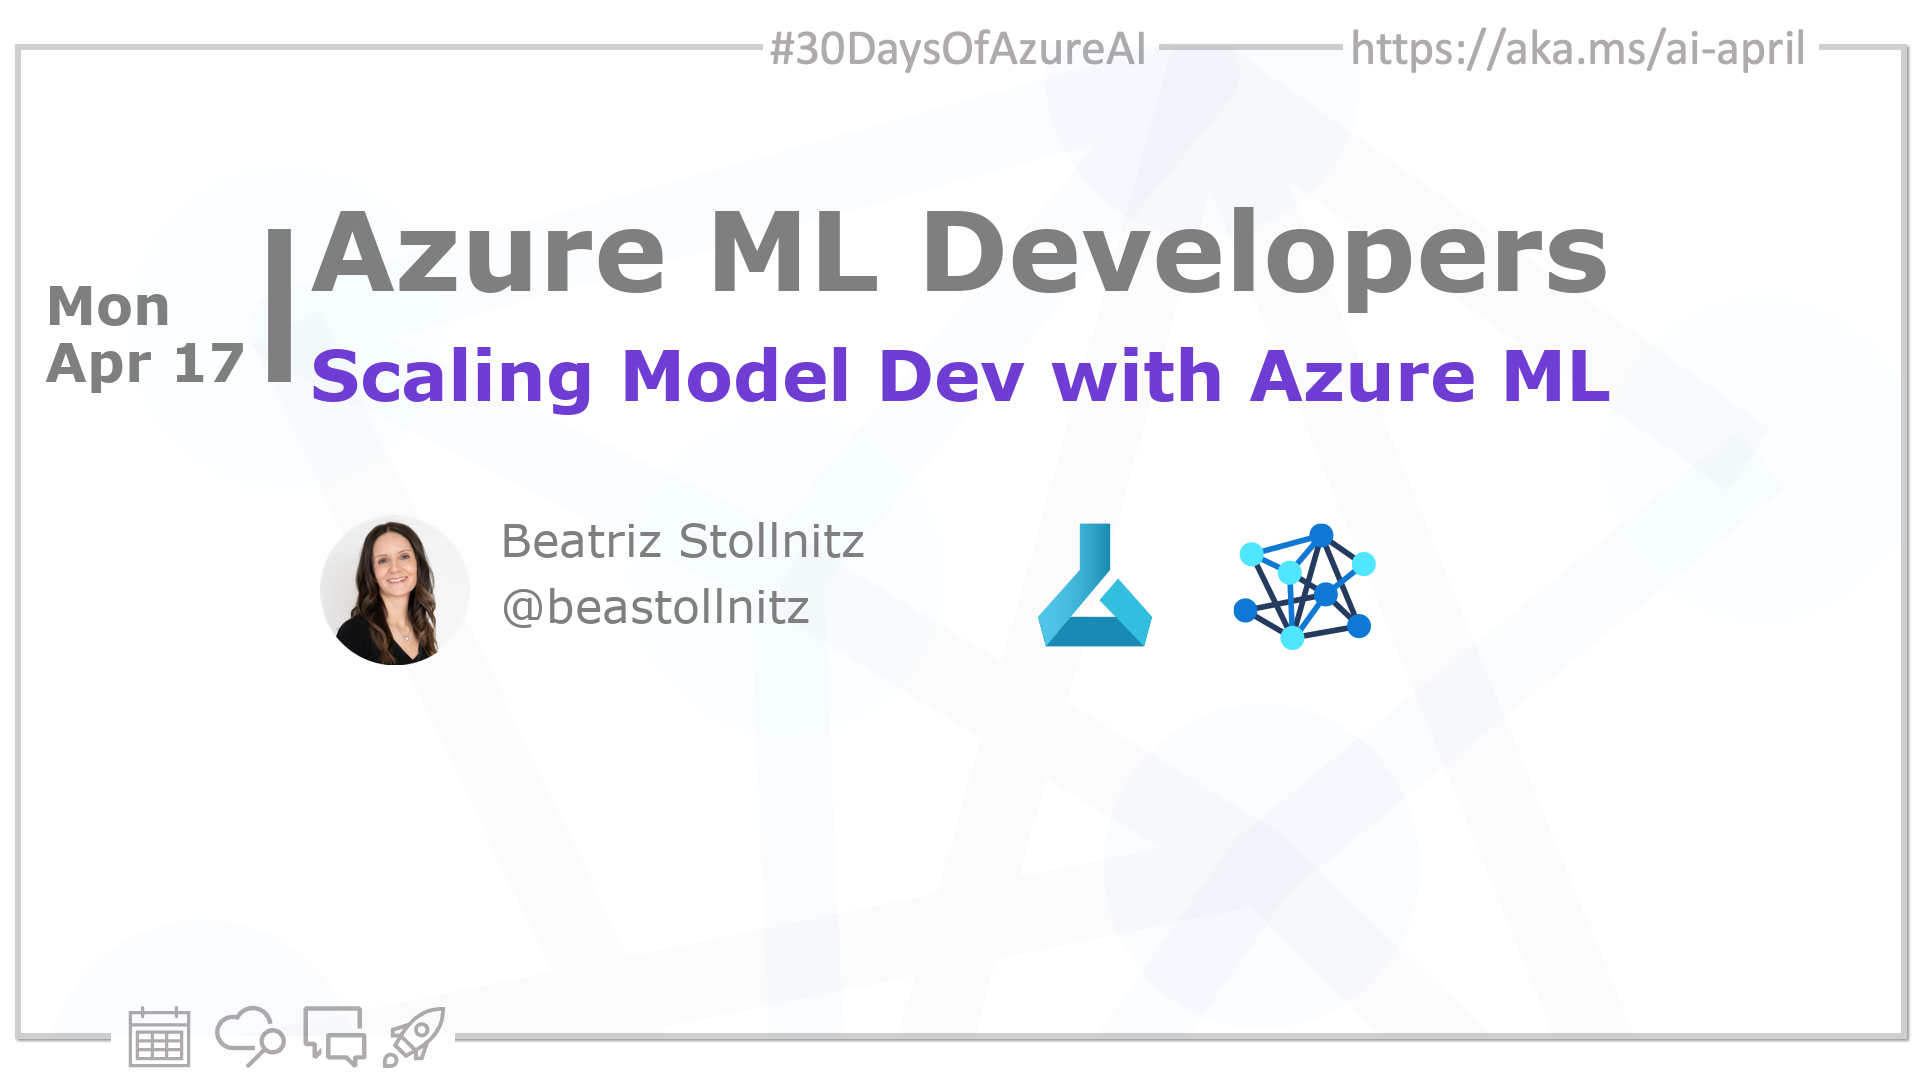 #30DaysOfAzureAI
https://aka.ms/ai-april
Mon
Apr 17
Azure ML Developers
Scaling Model Dev with Azure ML
Beatriz Stollnitz
@beastollnitz